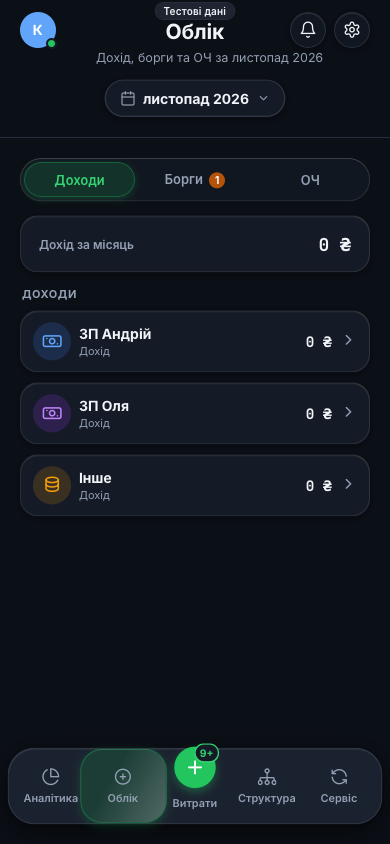 Тестові дані
К
Облік
Дохід, борги та ОЧ за листопад 2026
листопад 2026
Доходи
Борги 1
ОЧ
Дохід за місяць
0 ₴
ДОХОДИ
ЗП Андрій
Дохід
0 ₴
ЗП Оля
Дохід
0 ₴
Інше
Дохід
0 ₴
9+
Аналітика
Облік
Витрати
Структура
Сервіс